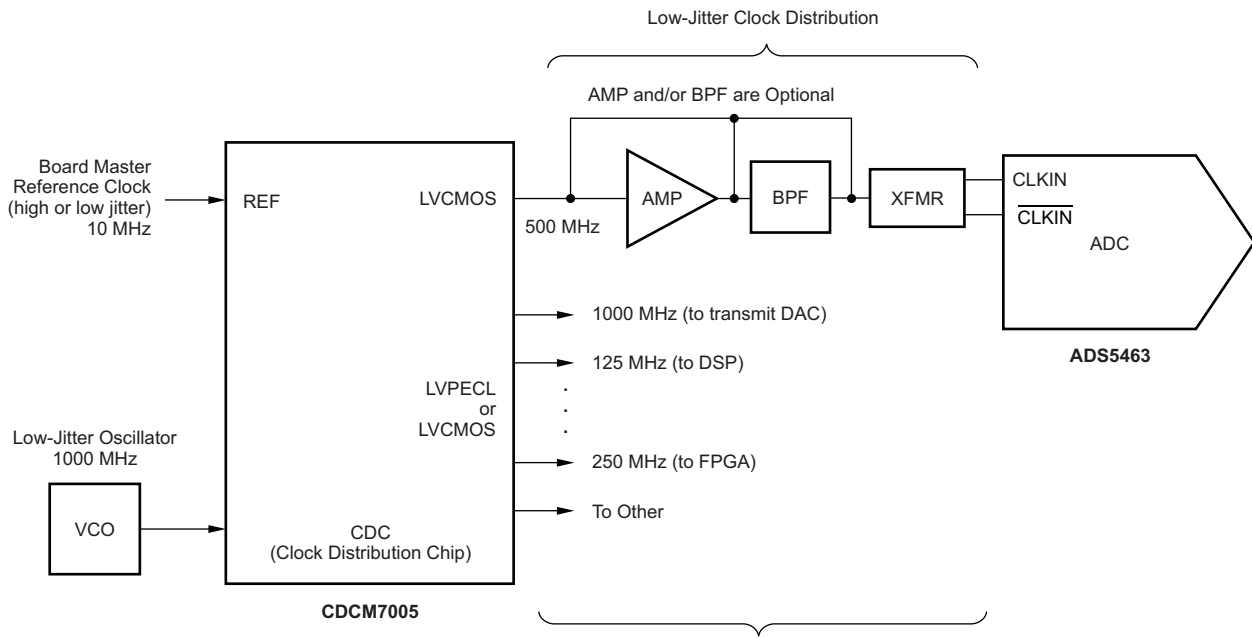 Low-Jitter Clock Distribution
AMP and/or BPF are Optional
Board Master
Reference Clock
(high or low jitter)
10 MHz
REF
LVCMOS
500 MHz
AMP
BPF
XFMR
CLKIN
CLKIN
ADC
ADS5463
1000 MHz (to transmit DAC)
125 MHz (to DSP)
LVPECL
or
LVCMOS
.
.
.
250 MHz (to FPGA)
To Other
Low-Jitter Oscillator
1000 MHz
VCO
CDC
(Clock Distribution Chip)
CDCM7005